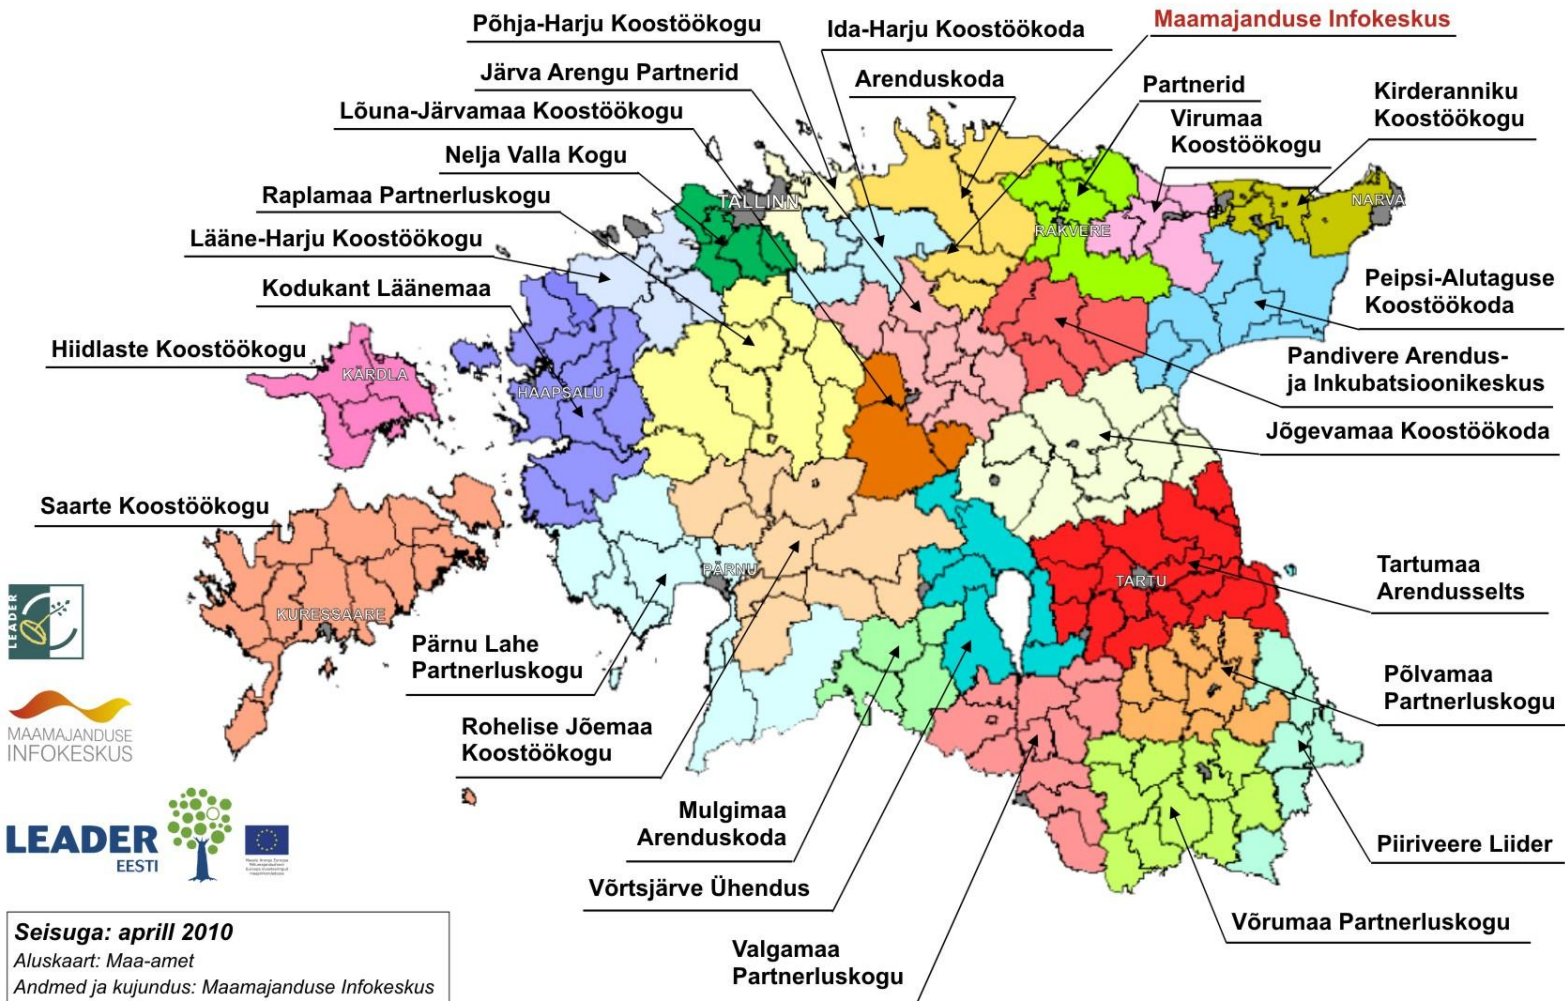 Põhja-Harju Koostöökogu
Ida-Harju Koostöökoda
Maamajanduse Infokeskus
Järva Arengu Partnerid
Arenduskoda
Partnerid
Kirderanniku
Koostöökogu
Lõuna-Järvamaa Koostöökogu
Virumaa
Koostöökogu
Nelja Valla Kogu
Raplamaa Partnerluskogu
TALLINN
NARVA
Lääne-Harju Koostöökogu
RAKVERE
Kodukant Läänemaa
Peipsi-Alutaguse
Koostöökoda
Hiidlaste Koostöökogu
KÄRDLA
HAAPSALU
Pandivere Arendus-
ja Inkubatsioonikeskus
Jõgevamaa Koostöökoda
Saarte Koostöökogu
PÄRNU
TARTU
Tartumaa
Arendusselts
LEADER
KURESSAARE
Pärnu Lahe
Partnerluskogu
Põlvamaa
Partnerluskogu
MAAMAJANDUSE
INFOKESKUS
Rohelise Jõemaa
Koostöökogu
Mulgimaa
Arenduskoda
LEADER
EESTI
Piiriveere Liider
Võrtsjärve Ühendus
Võrumaa Partnerluskogu
Valgamaa
Partnerluskogu
Seisuga: aprill 2010
Aluskaart: Maa-amet
Andmed ja kujundus: Maamajanduse Infokeskus